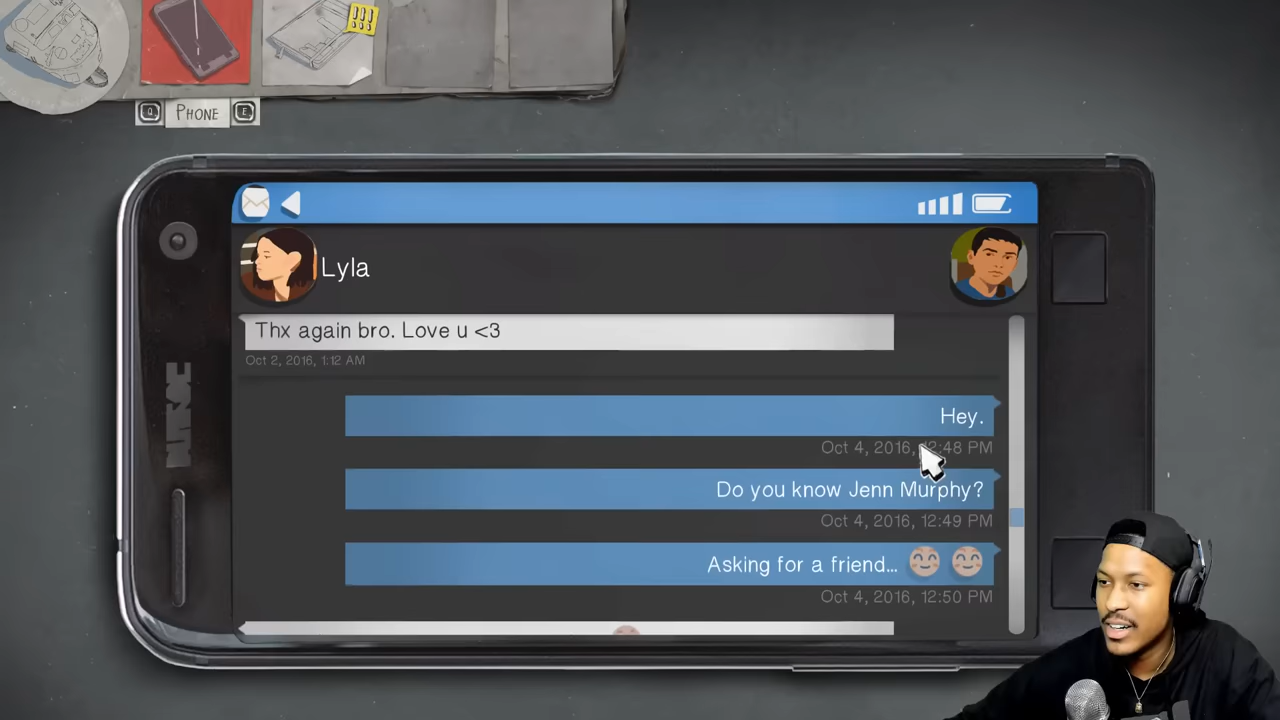 Q PHONE E
Lyla
Thx again bro. Love u <3
Oct 2, 2016, 1:12 AM
Hey.
Oct 4, 2016, 12:48 PM
Do you know Jenn Murphy?
Oct 4, 2016, 12:49 PM
Asking for a friend...
Oct 4, 2016, 12:50 PM